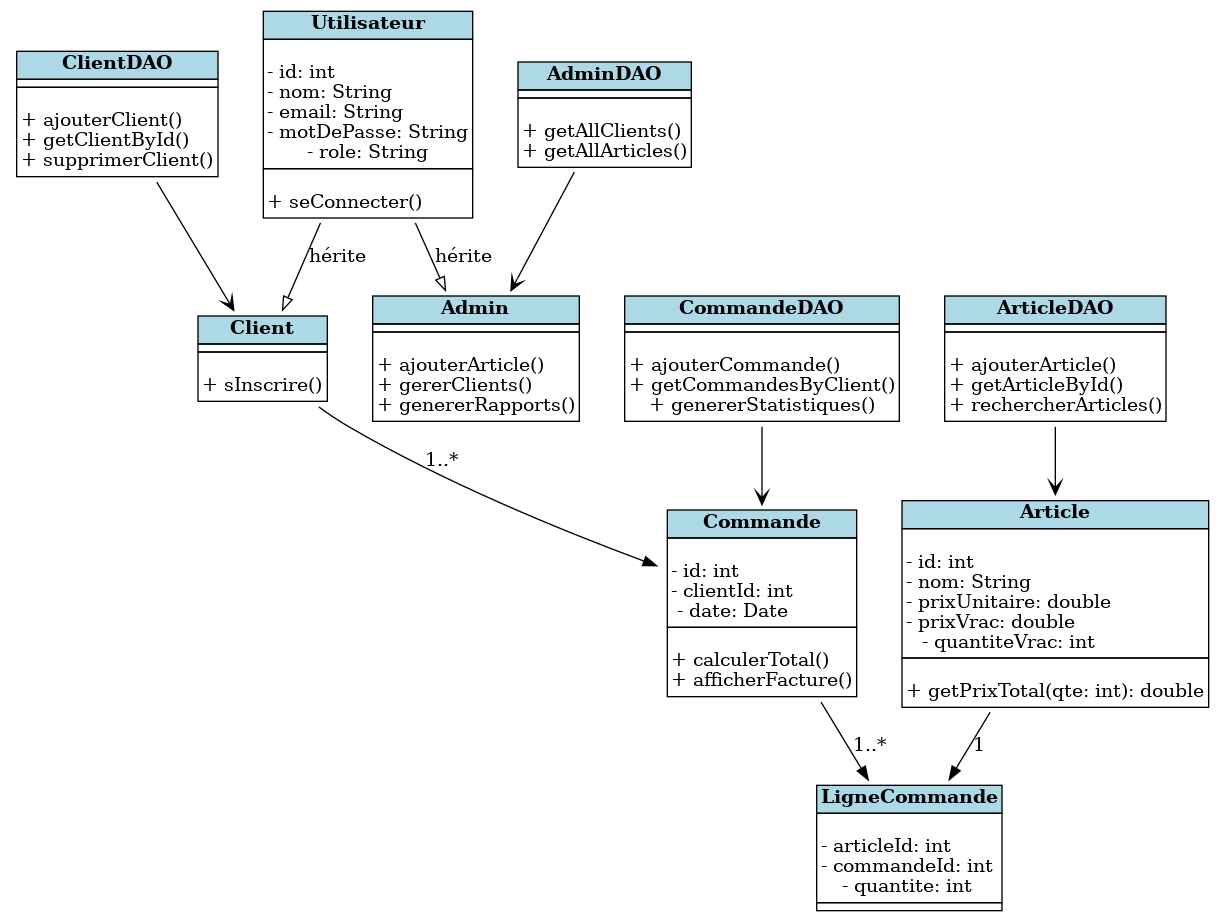 ClientDAO
+ ajouterClient()
+ getClientById()
+ supprimerClient()
Utilisateur
- id: int
- nom: String
- email: String
- motDePasse: String
- role: String
+ seConnecter()
AdminDAO
+ getAllClients()
+ getAllArticles()
hérite
hérite
Client
+ sInscrire()
Admin
+ ajouterArticle()
+ gererClients()
+ genererRapports()
CommandeDAO
+ ajouterCommande()
+ getCommandesByClient()
+ genererStatistiques()
ArticleDAO
+ ajouterArticle()
+ getArticleById()
+ rechercherArticles()
1..*
Commande
- id: int
- clientId: int
- date: Date
+ calculerTotal()
+ afficherFacture()
Article
- id: int
- nom: String
- prixUnitaire: double
- prixVrac: double
- quantiteVrac: int
+ getPrixTotal(qte: int): double
1..*
1
LigneCommande
- articleId: int
- commandeId: int
- quantite: int